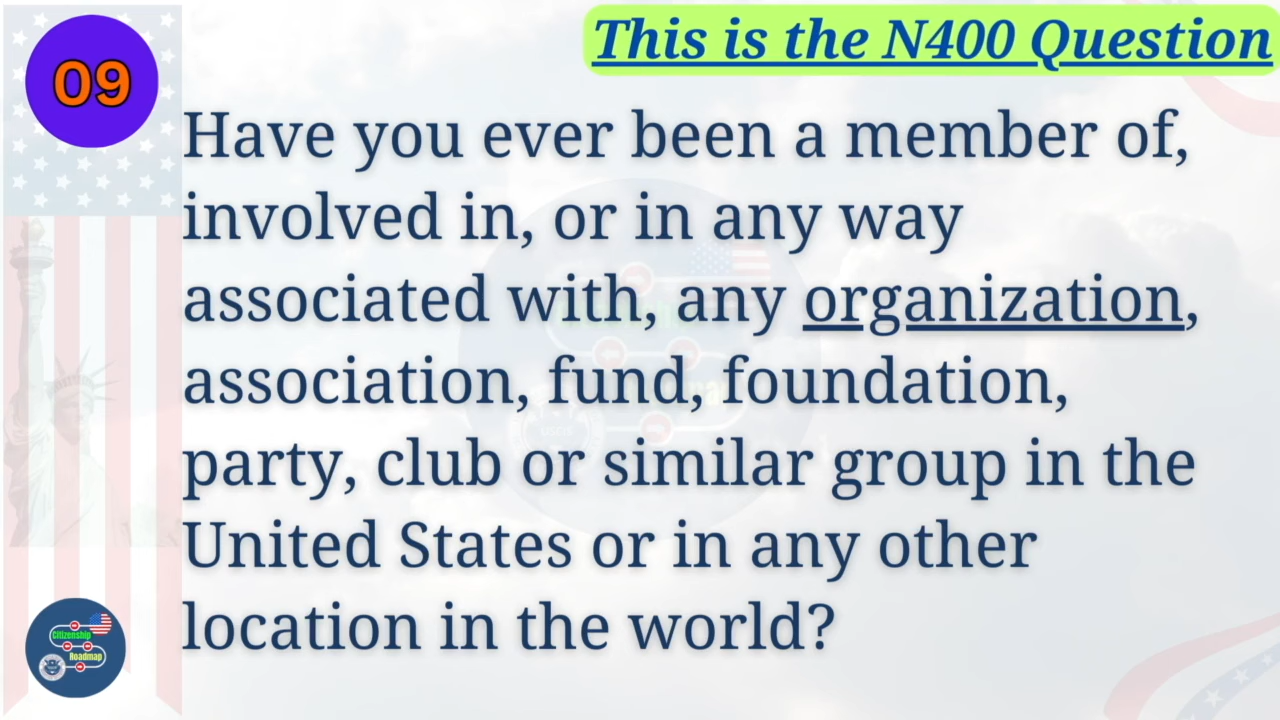 09
This is the N400 Question
Have you ever been a member of,
involved in, or in any way
associated with, any organization,
association, fund, foundation,
party, club or similar group in the
United States or in any other
location in the world?
Citizenship
Roadmap